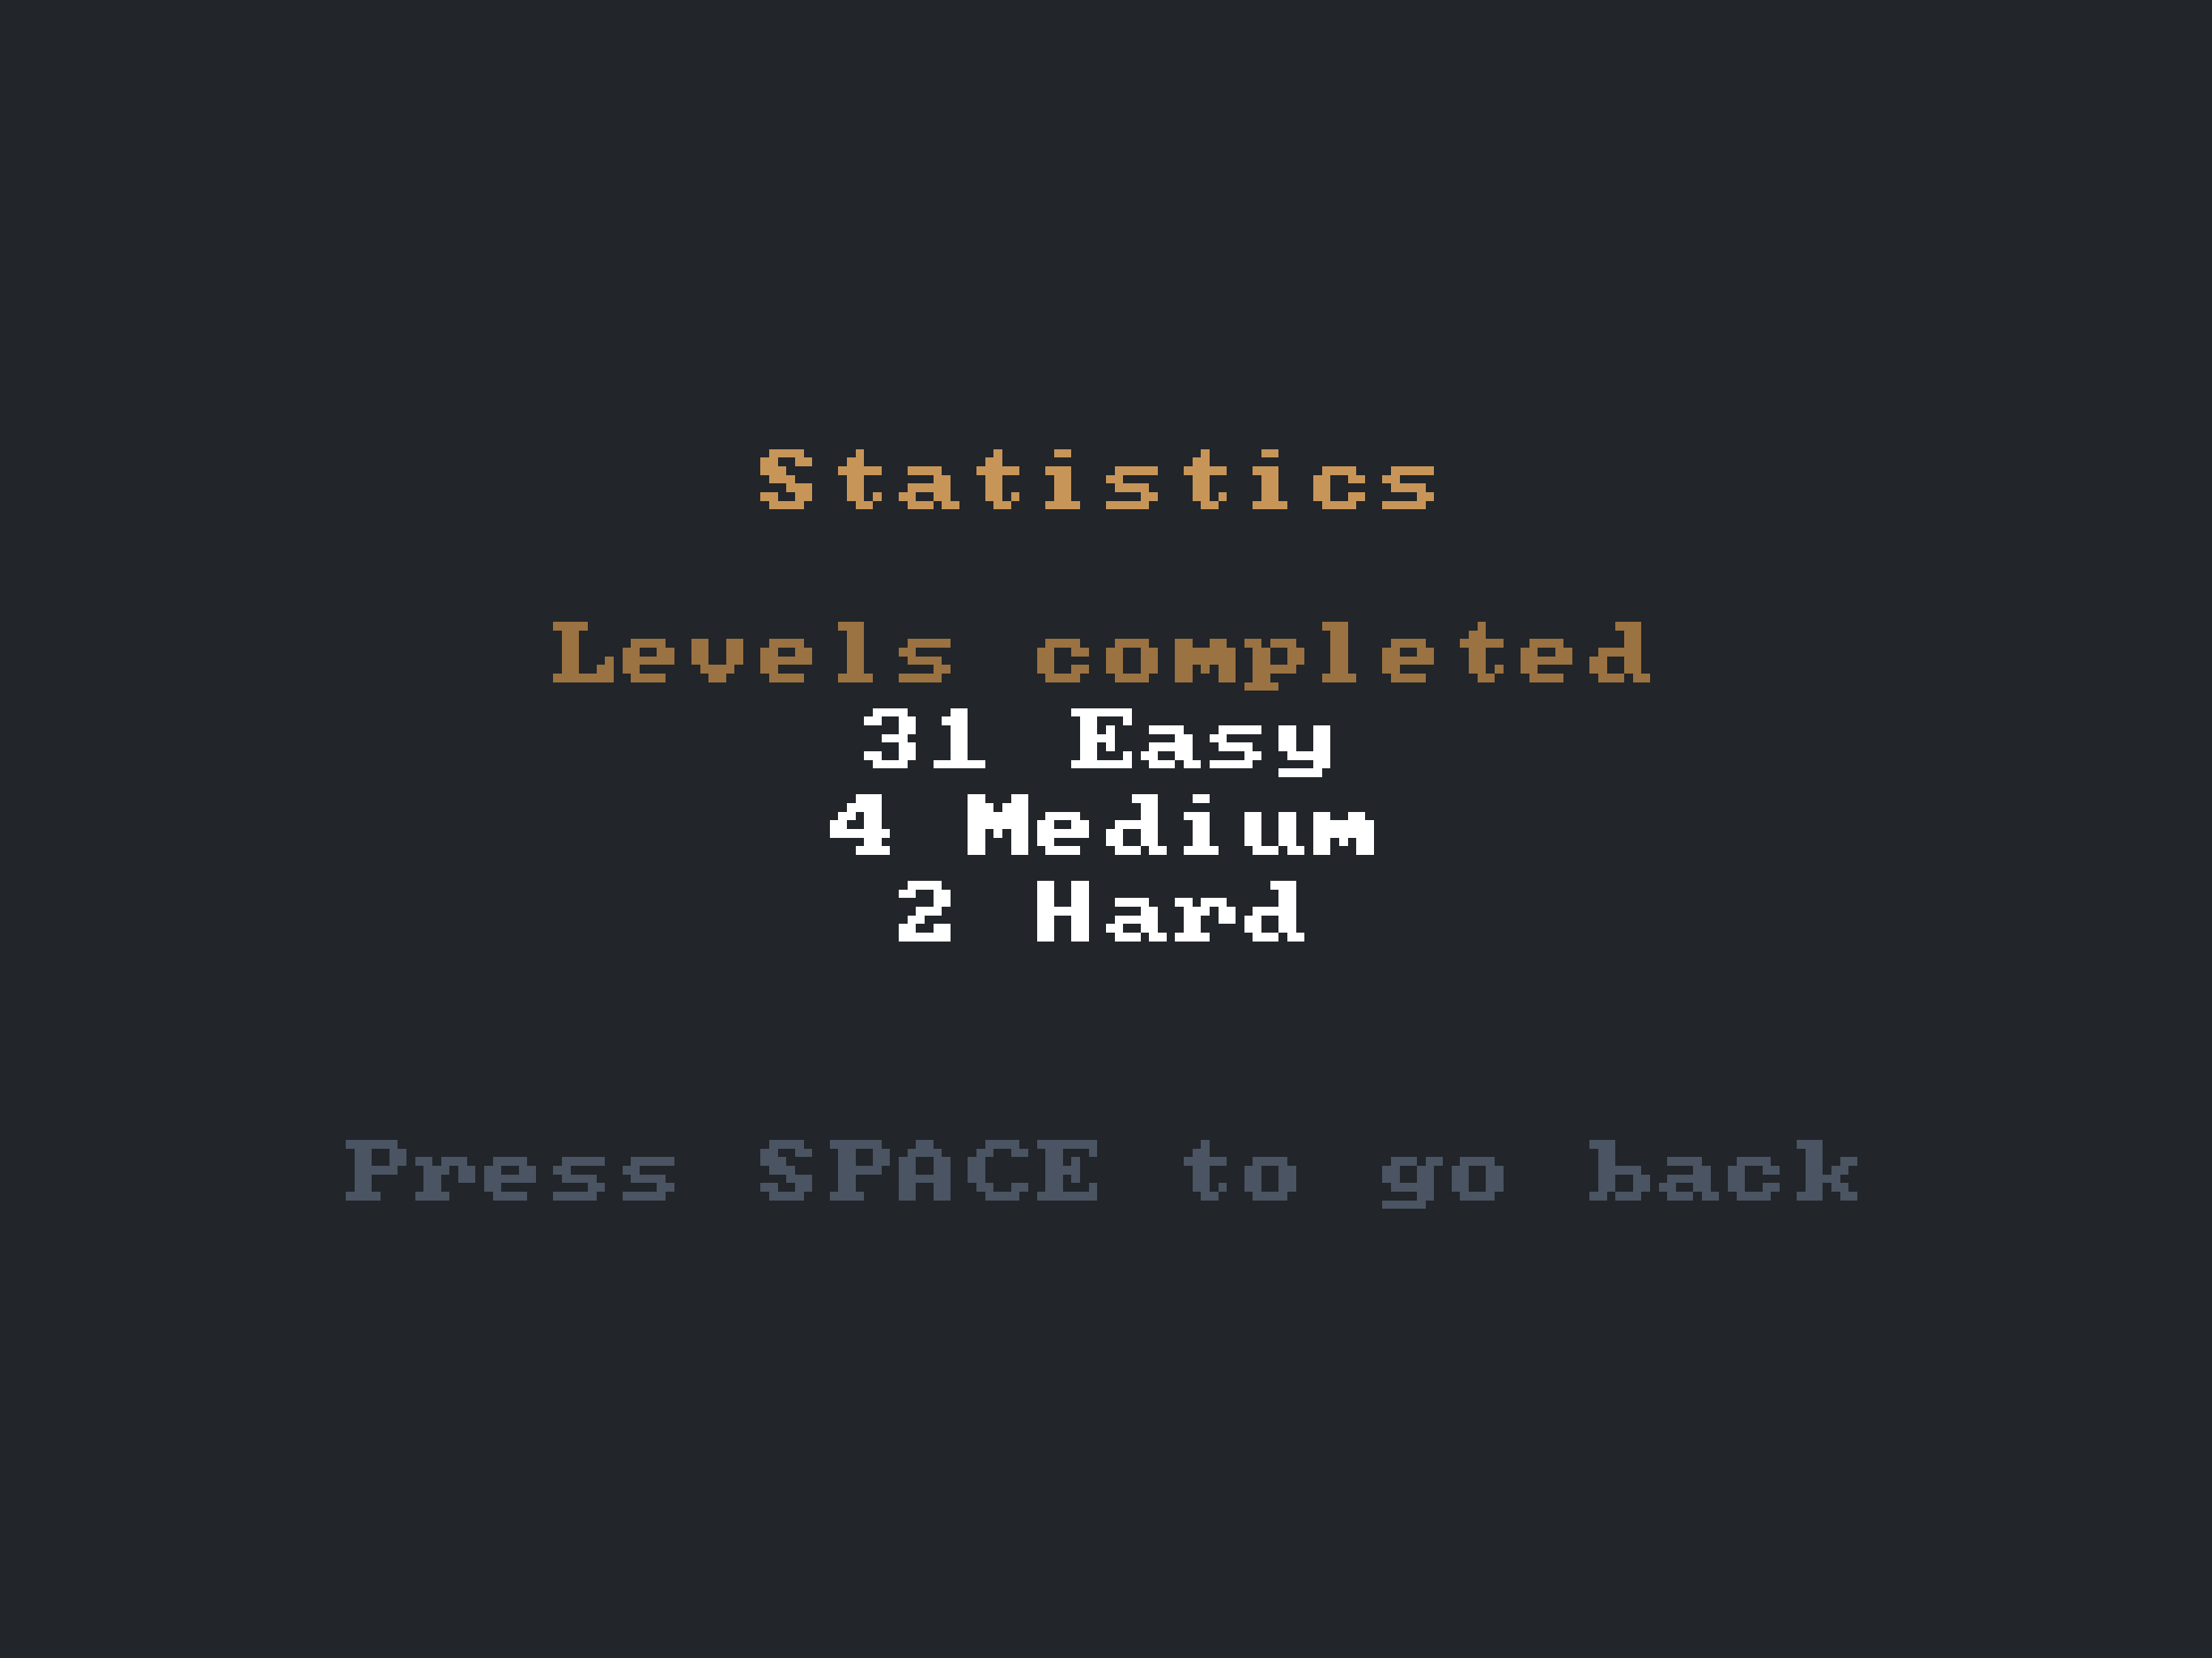 Statistics
Levels completed
31 Easy
4 Medium
2 Hard
Press SPACE to go back